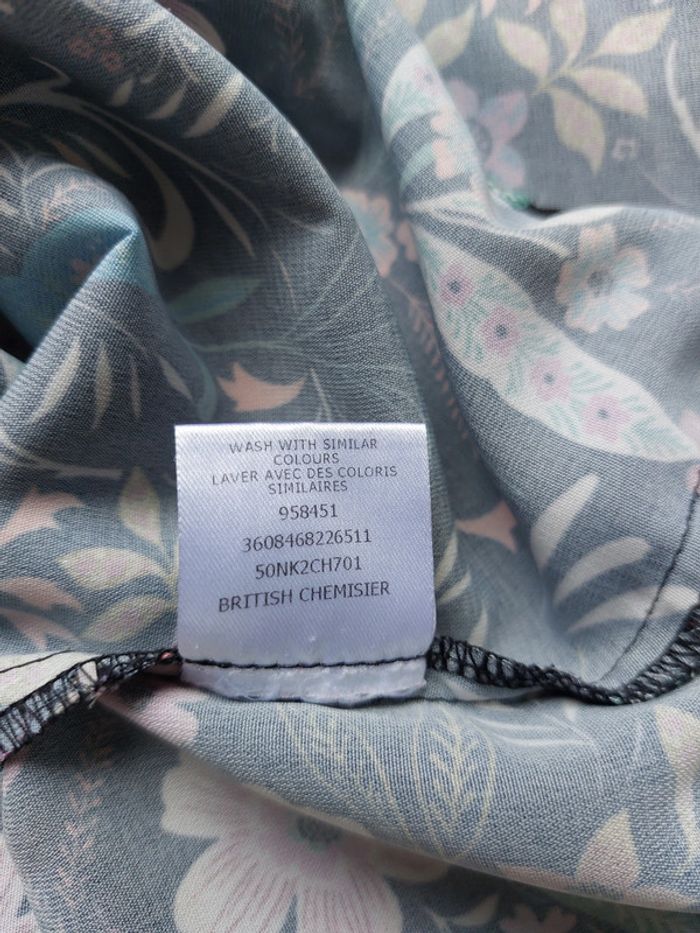 WASH WITH SIMILAR
COLOURS
LAVER AVEC DES COLORIS
SIMILAIRES
958451
3608468226511
50NK2CH701
BRITISH CHEMISIER